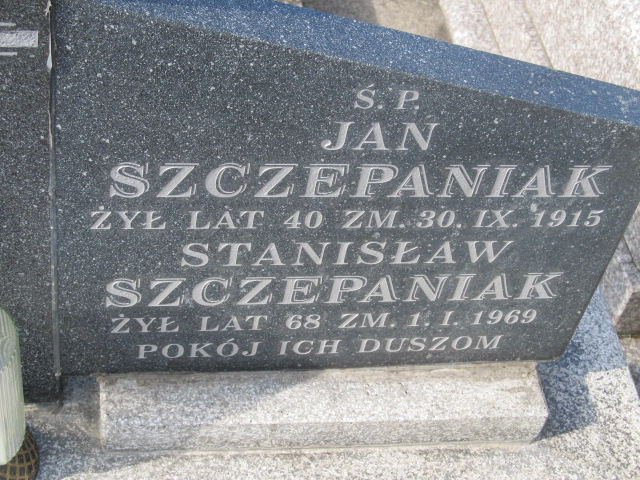 Ś. P.
JAN
SZCZEPANIAK
ŻYŁ LAT 40 ZM. 30. IX. 1915
STANISŁAW
SZCZEPANIAK
ŻYŁ LAT 68 ZM. 1. I. 1969
POKÓJ ICH DUSZOM